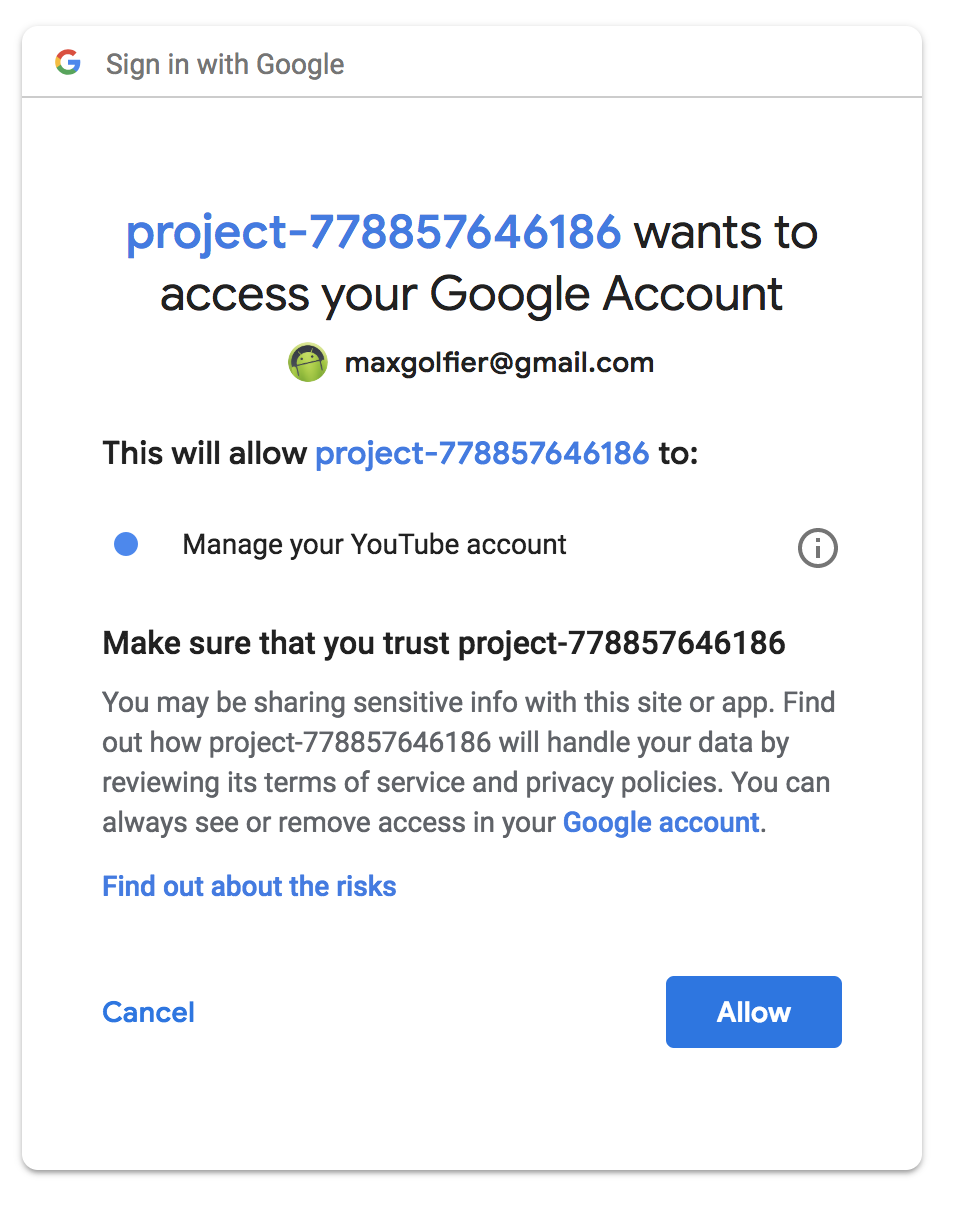 Sign in with Google
project-778857646186 wants to
access your Google Account
maxgolfier@gmail.com
This will allow project-778857646186 to:
Manage your YouTube account
Make sure that you trust project-778857646186
You may be sharing sensitive info with this site or app. Find
out how project-778857646186 will handle your data by
reviewing its terms of service and privacy policies. You can
always see or remove access in your Google account.
Find out about the risks
Cancel
Allow